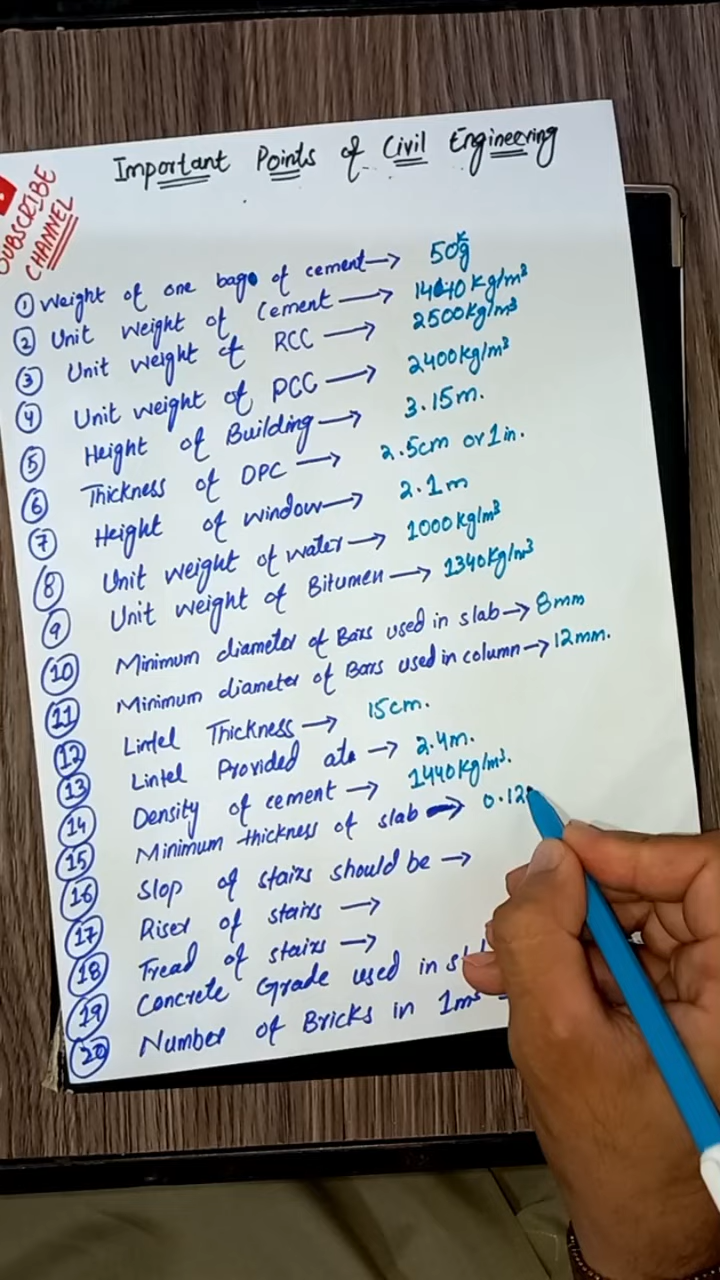 Important Points of Civil Engineering
SUBSCRIBE
CHANNEL
① Weight of one bag of cement → 50kg
② Unit weight of Cement → 1440 kg/m³
③ Unit weight of RCC → 2500kg/m³
④ Unit weight of PCC → 2400kg/m³
⑤ Height of Building → 3.15m.
⑥ Thickness of DPC → 2.5cm or 1in.
⑦ Height of window → 2.1m
⑧ Unit weight of water → 1000kg/m³
⑨ Unit weight of Bitumen → 1340kg/m³
⑩ Minimum diameter of Bars used in slab → 8mm
⑪ Minimum diameter of Bars used in column → 12mm.
⑫ Lintel Thickness → 15cm.
⑬ Lintel Provided at → 2.4m.
⑭ Density of cement → 1440kg/m³.
⑮ Minimum thickness of slab → 0.12
⑯ Slop of stairs should be →
⑰ Riser of stairs →
⑱ Tread of stairs →
⑲ Concrete Grade used in
⑳ Number of Bricks in 1m³